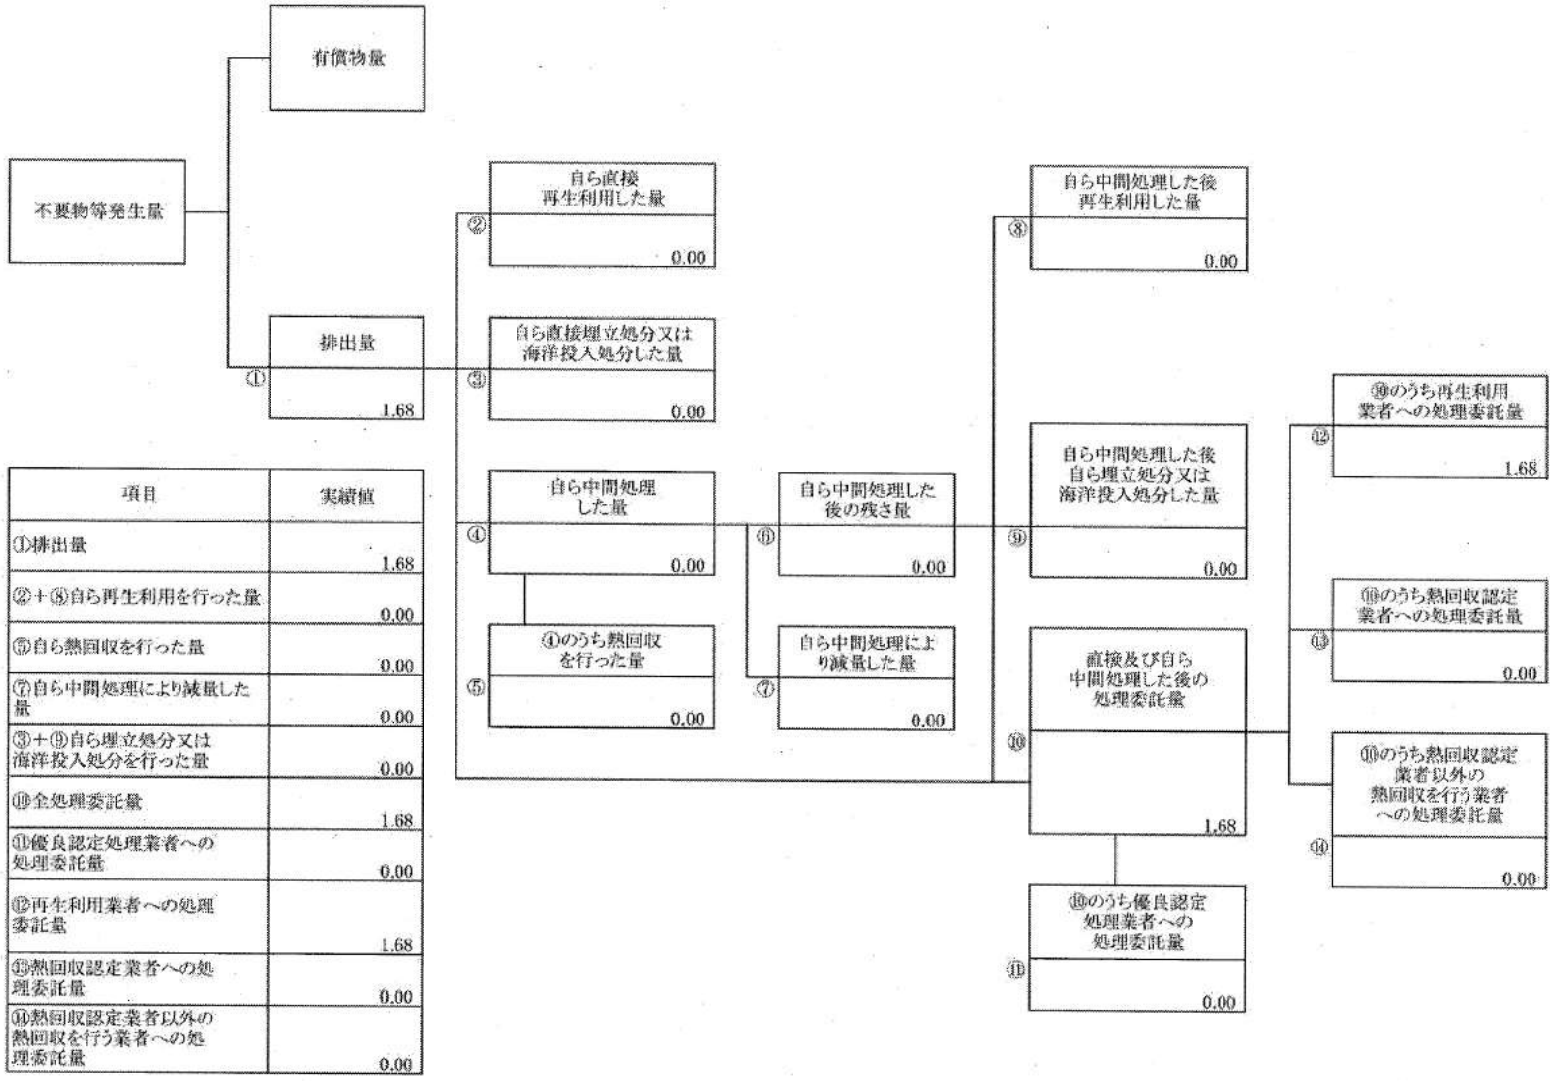 有償物量
不要物等発生量
排出量
①
1.68
自ら直接
再生利用した量
②
0.00
自ら直接埋立処分又は
海洋投入処分した量
③
0.00
自ら中間処理
した量
④
0.00
④のうち熱回収
を行った量
⑤
0.00
自ら中間処理した
後の残さ量
⑥
0.00
自ら中間処理によ
り減量した量
⑦
0.00
自ら中間処理した後
再生利用した量
⑧
0.00
自ら中間処理した後
自ら埋立処分又は
海洋投入処分した量
⑨
0.00
直接及び自ら
中間処理した後の
処理委託量
⑩
1.68
⑩のうち優良認定
処理業者への
処理委託量
⑪
0.00
⑩のうち再生利用
業者への処理委託量
⑫
1.68
⑩のうち熱回収認定
業者への処理委託量
⑬
0.00
⑩のうち熱回収認定
業者以外の
熱回収を行う業者
への処理委託量
⑭
0.00
項目 実績値
①排出量
1.68
②＋⑧自ら再生利用を行った量
0.00
⑤自ら熱回収を行った量
0.00
⑦自ら中間処理により減量した
量
0.00
③＋⑨自ら埋立処分又は
海洋投入処分を行った量
0.00
⑩全処理委託量
1.68
⑪優良認定処理業者への
処理委託量
0.00
⑫再生利用業者への処理
委託量
1.68
⑬熱回収認定業者への処
理委託量
0.00
⑭熱回収認定業者以外の
熱回収を行う業者への処
理委託量
0.00